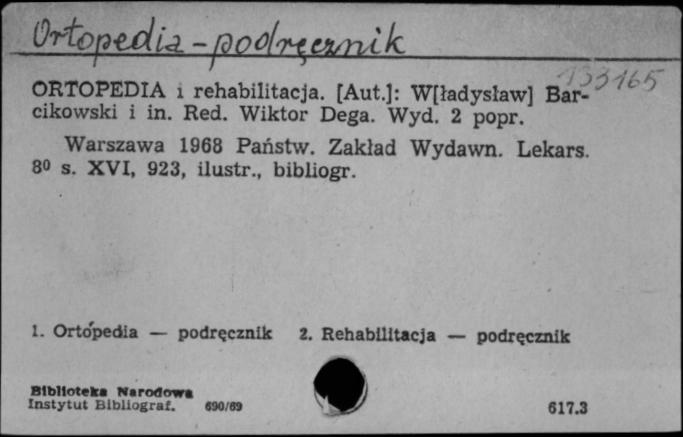 Ortopedia - podręcznik
133165
ORTOPEDIA i rehabilitacja. [Aut.]: W[ładysław] Bar-
cikowski i in. Red. Wiktor Dega. Wyd. 2 popr.
Warszawa 1968 Państw. Zakład Wydawn. Lekars.
8⁰ s. XVI, 923, ilustr., bibliogr.
1. Ortopedia — podręcznik 2. Rehabilitacja — podręcznik
Biblioteka Narodowa
Instytut Bibliograf. 690/69 617.3